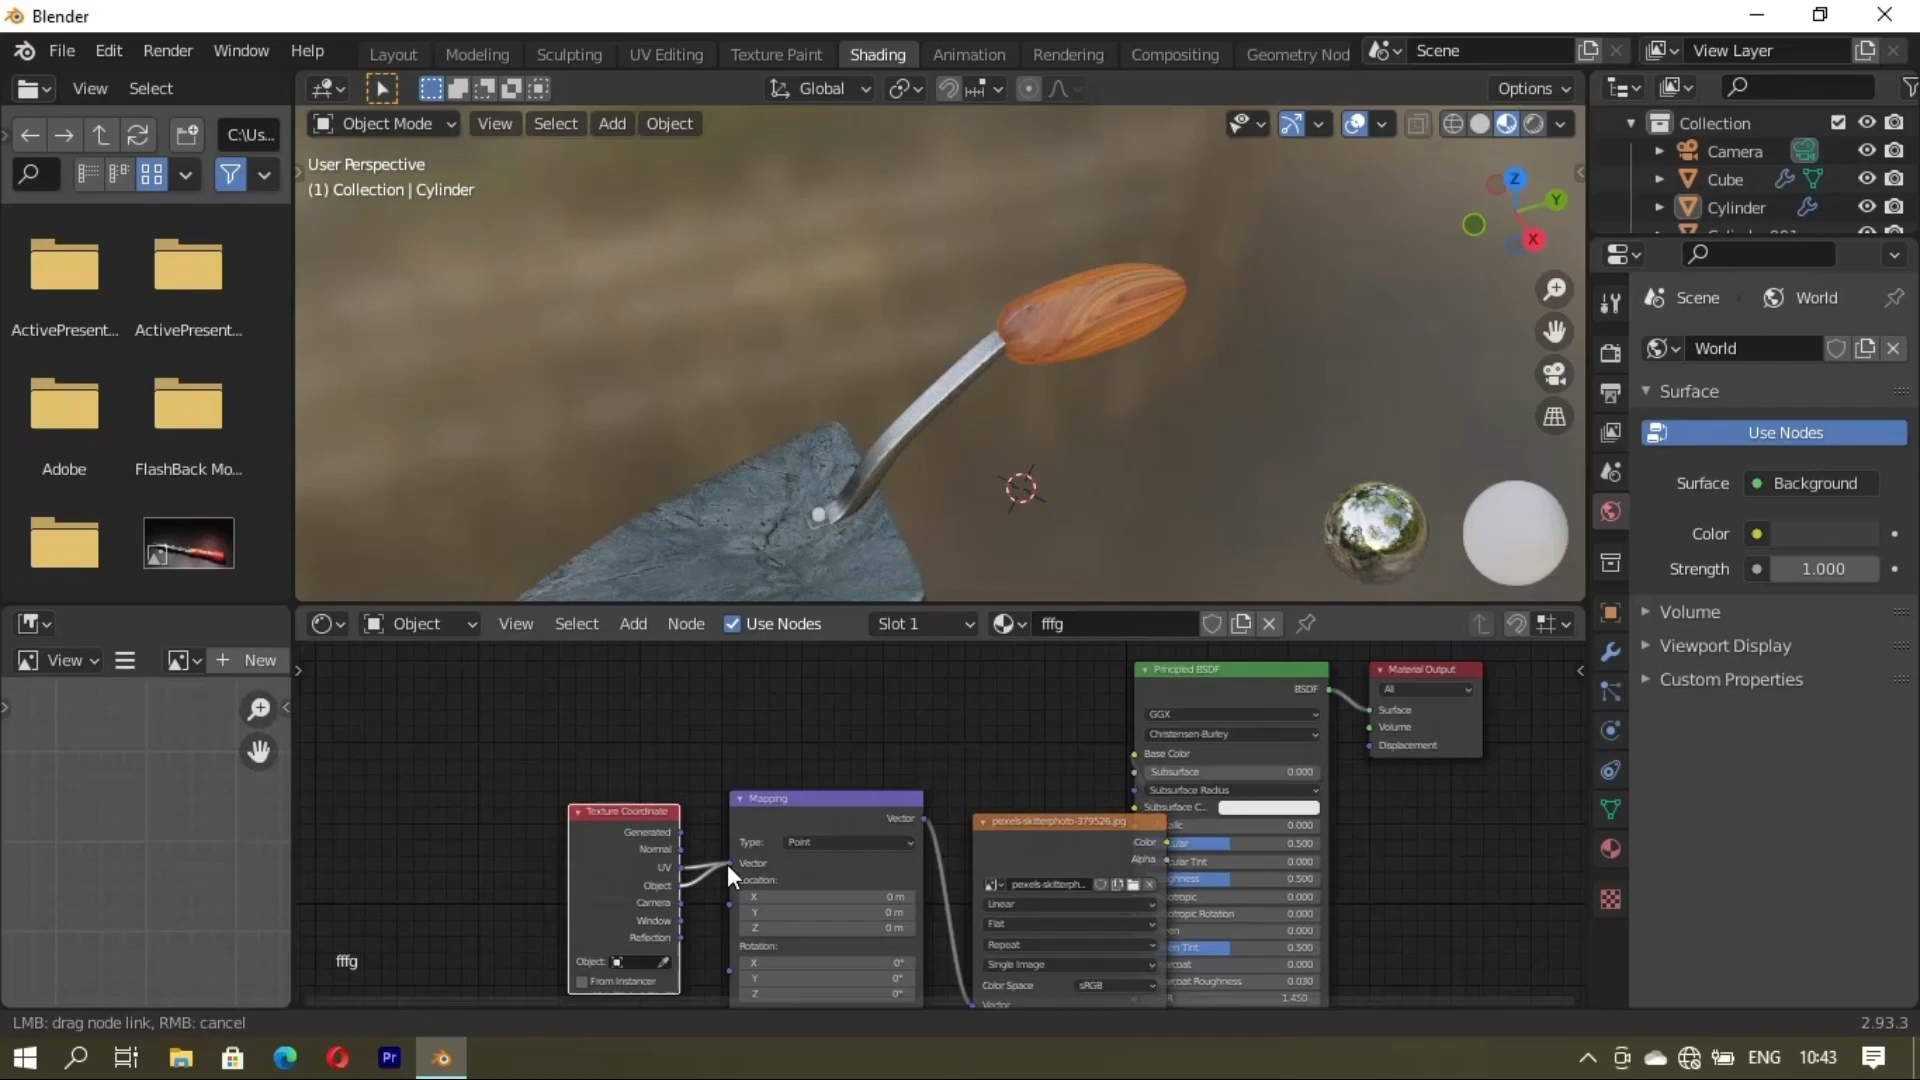 Blender
File Edit Render Window Help
Layout Modeling Sculpting UV Editing Texture Paint Shading Animation Rendering Compositing Geometry Nod
Scene
View Layer
View Select
Global
Options
C:\Us...
Object Mode View Select Add Object
User Perspective
(1) Collection | Cylinder
Z
Y
X
Collection
Camera
Cube
Cylinder
ActivePresent...
ActivePresent...
Adobe
FlashBack Mo...
Scene
World
World
Surface
Use Nodes
Surface
Background
Color
Strength
1.000
Volume
Viewport Display
Custom Properties
Object View Select Add Node Use Nodes Slot 1 fffg
View
New
Texture Coordinate
Generated
Normal
UV
Object
Camera
Window
Reflection
Object:
From Instancer
Mapping
Vector
Type:
Point
Vector
Location:
X 0 m
Y 0 m
Z 0 m
Rotation:
X 0°
Y 0°
Z 0°
pexels-skitterphoto-379526.jpg
Color
Alpha
pexels-skitterph...
Linear
Flat
Repeat
Single Image
Color Space
sRGB
Vector
Principled BSDF
BSDF
GGX
Christensen-Burley
Base Color
Subsurface 0.000
Subsurface Radius
Subsurface C...
0.000
0.500
ular Tint 0.000
0.500
0.000
otropic Rotation 0.000
0.000
en Tint 0.500
0.000
rcoat Roughness 0.030
1.450
Material Output
All
Surface
Volume
Displacement
fffg
LMB: drag node link, RMB: cancel
2.93.3
Pr
ENG
10:43